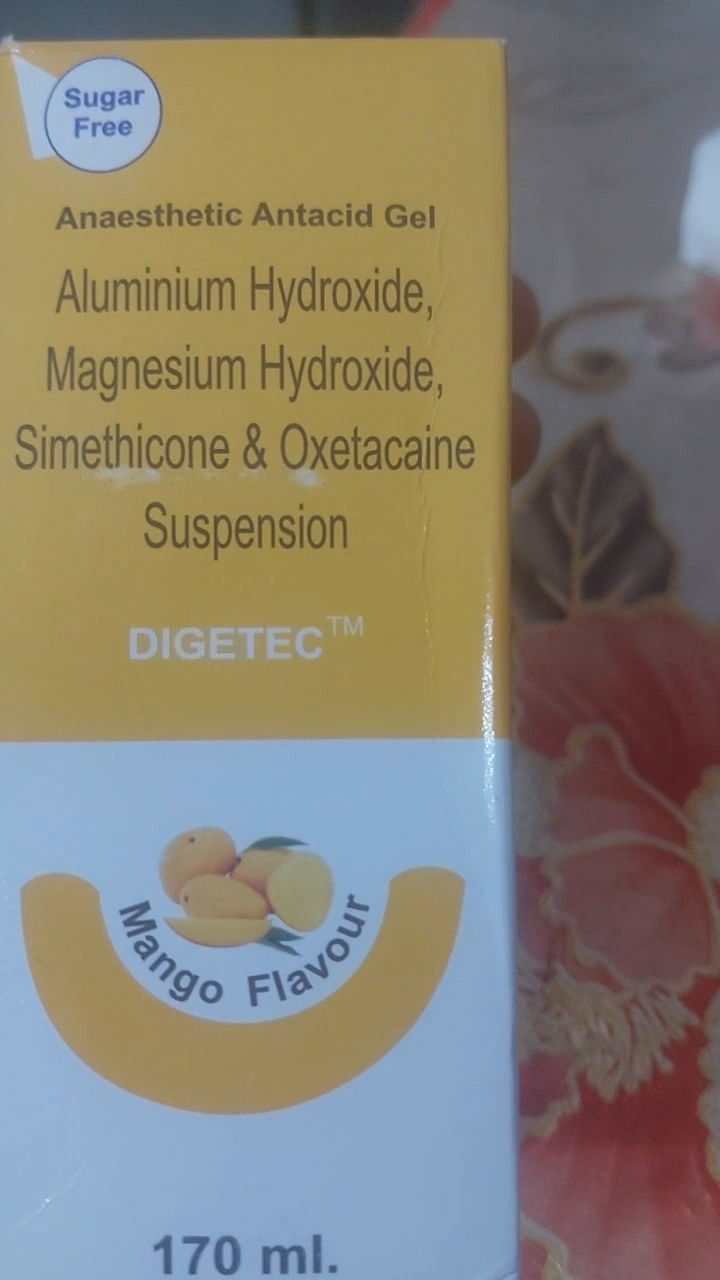 Sugar
Free
Anaesthetic Antacid Gel
Aluminium Hydroxide,
Magnesium Hydroxide,
Simethicone & Oxetacaine
Suspension
DIGETEC™
Mango Flavour
170 ml.